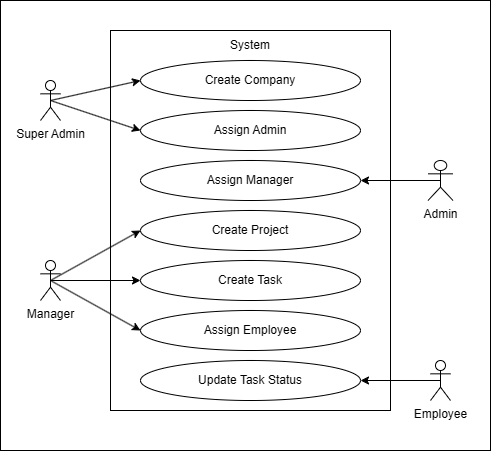 System
Create Company
Super Admin
Assign Admin
Assign Manager
Admin
Create Project
Manager
Create Task
Assign Employee
Update Task Status
Employee